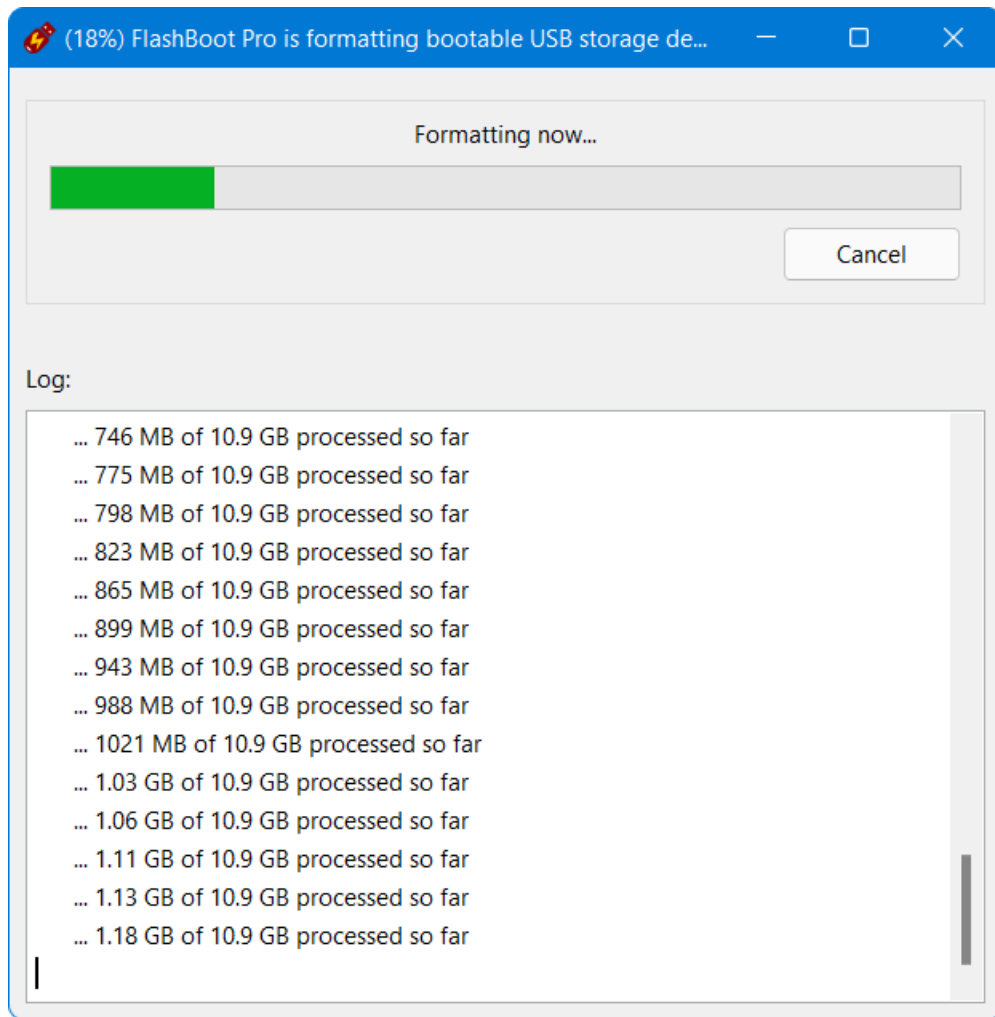 (18%) FlashBoot Pro is formatting bootable USB storage de...
Formatting now...
Cancel
Log:
... 746 MB of 10.9 GB processed so far
... 775 MB of 10.9 GB processed so far
... 798 MB of 10.9 GB processed so far
... 823 MB of 10.9 GB processed so far
... 865 MB of 10.9 GB processed so far
... 899 MB of 10.9 GB processed so far
... 943 MB of 10.9 GB processed so far
... 988 MB of 10.9 GB processed so far
... 1021 MB of 10.9 GB processed so far
... 1.03 GB of 10.9 GB processed so far
... 1.06 GB of 10.9 GB processed so far
... 1.11 GB of 10.9 GB processed so far
... 1.13 GB of 10.9 GB processed so far
... 1.18 GB of 10.9 GB processed so far